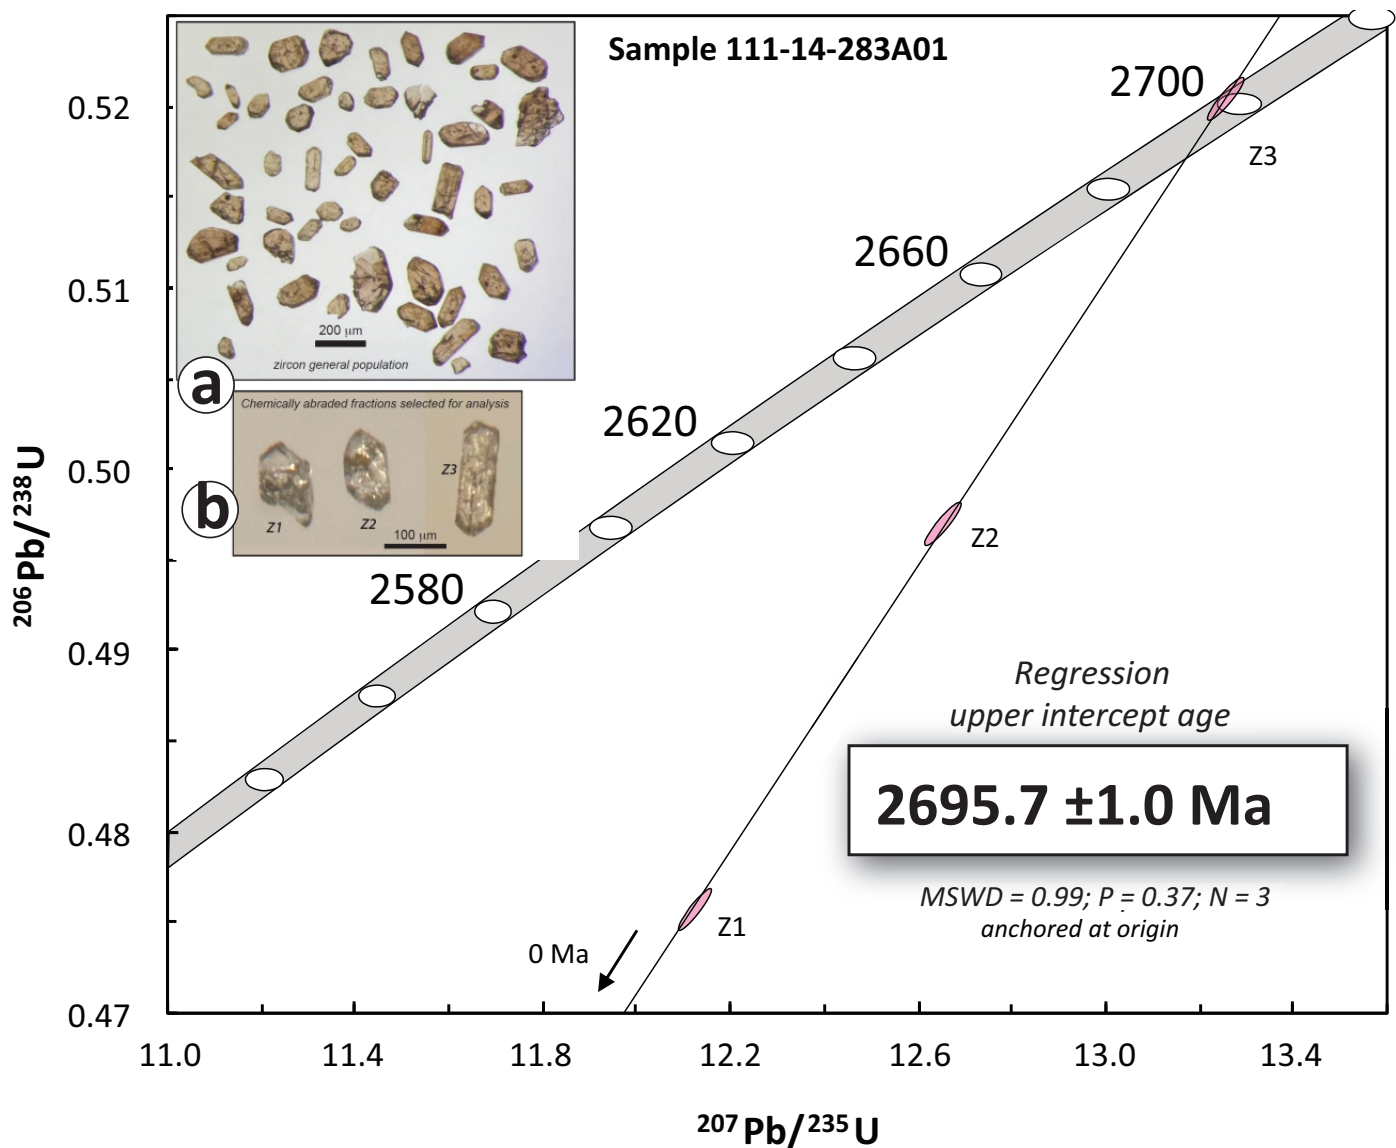 Sample 111-14-283A01
2700
0.52
Z3
200 μm
zircon general population
a
2660
0.51
Chemically abraded fractions selected for analysis
Z1
Z2
Z3
100 μm
b
2620
0.50
Z2
2580
0.49
206Pb/238U
Regression
upper intercept age
2695.7 ±1.0 Ma
MSWD = 0.99; P = 0.37; N = 3
anchored at origin
0.48
Z1
0 Ma
0.47
11.0 11.4 11.8 12.2 12.6 13.0 13.4
207Pb/235U